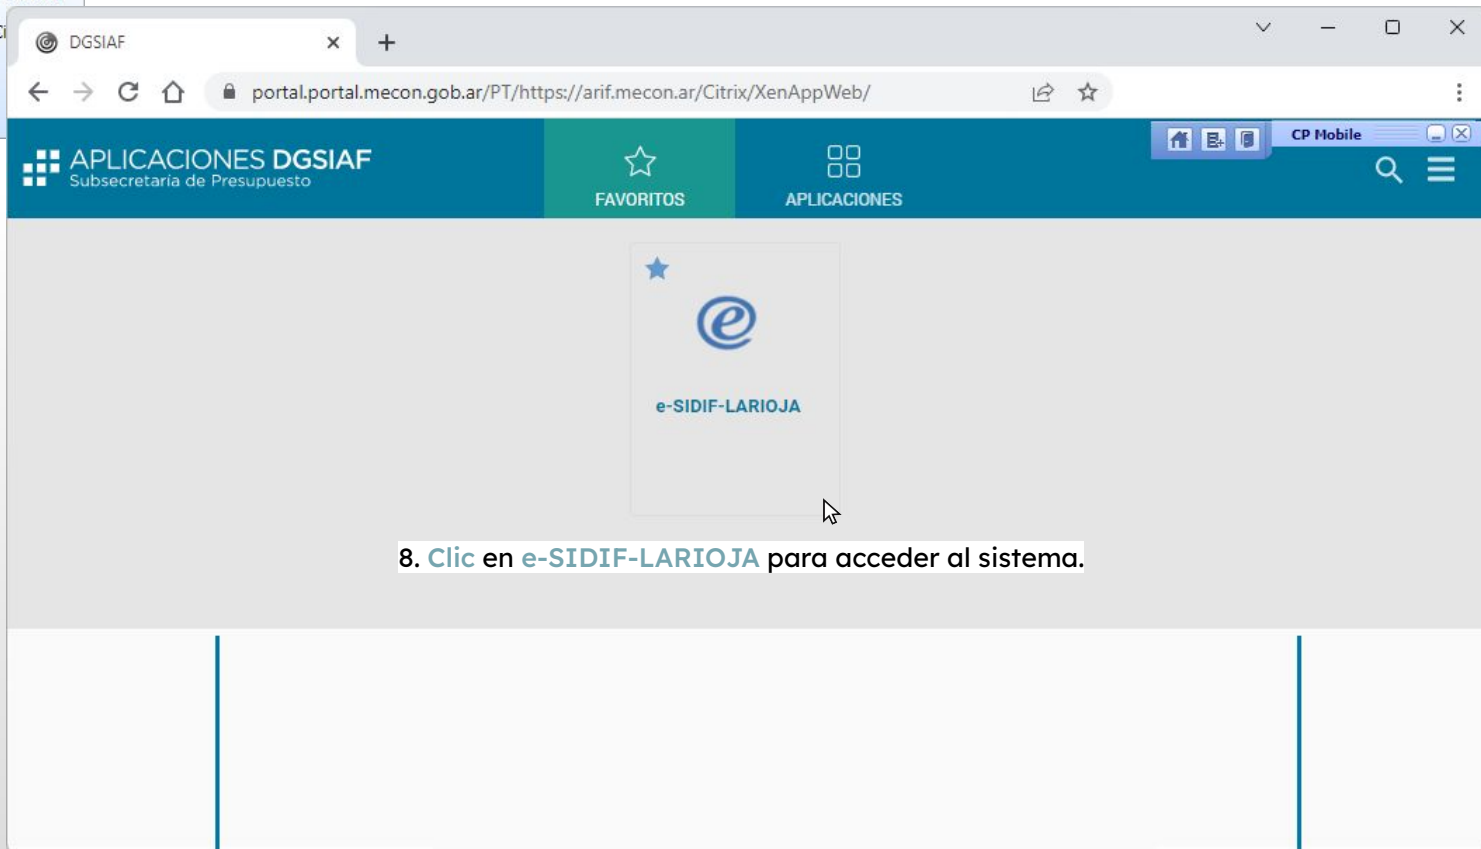 DGSIAF
portal.portal.mecon.gob.ar/PT/https://arif.mecon.ar/Citrix/XenAppWeb/
CP Mobile
APLICACIONES DGSIAF
Subsecretaría de Presupuesto
FAVORITOS
APLICACIONES
e-SIDIF-LARIOJA
8. Clic en e-SIDIF-LARIOJA para acceder al sistema.